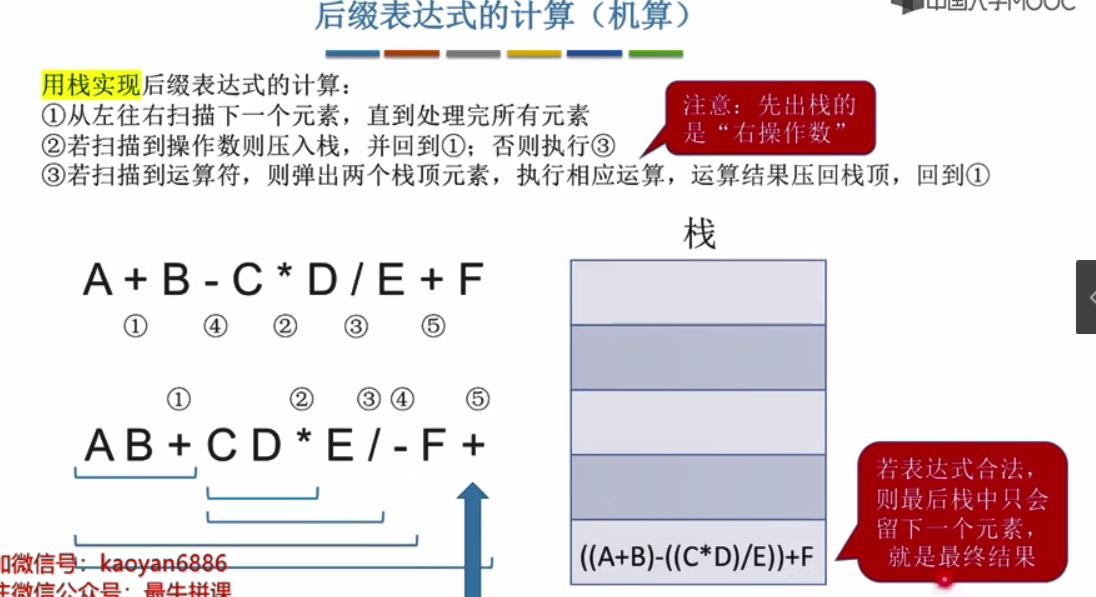 后缀表达式的计算（机算）
中国大学MOOC
用栈实现后缀表达式的计算：
①从左往右扫描下一个元素，直到处理完所有元素
②若扫描到操作数则压入栈，并回到①；否则执行③
③若扫描到运算符，则弹出两个栈顶元素，执行相应运算，运算结果压回栈顶，回到①
注意：先出栈的
是“右操作数”
栈
A + B - C * D / E + F
① ④ ② ③ ⑤
① ② ③ ④ ⑤
A B + C D * E / - F +
((A+B)-((C*D)/E))+F
若表达式合法，
则最后栈中只会
留下一个元素，
就是最终结果
加微信号：kaoyan6886
注微信公众号：最牛拼课